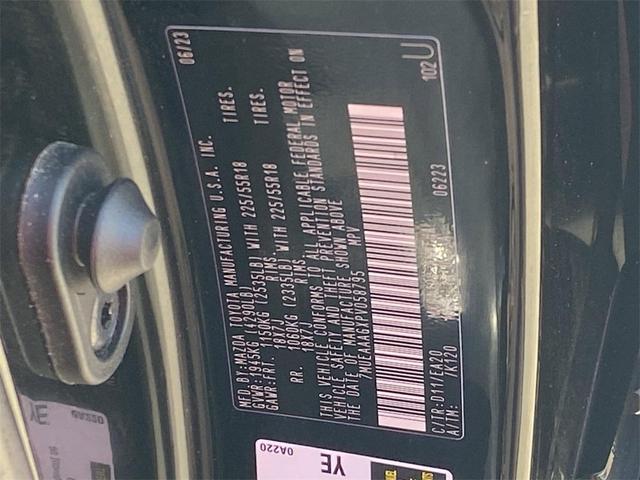 06/23
MFD.BY:MAZDA TOYOTA MANUFACTURING U.S.A. INC.
GVWR:1945KG (4290LB)
GAWR:FRT. 1150KG (2535LB) WITH 225/55R18 TIRES.
18X7J RIMS.
RR. 1060KG (2335LB) WITH 225/55R18 TIRES.
18X7J RIMS.
THIS VEHICLE CONFORMS TO ALL APPLICABLE FEDERAL MOTOR
VEHICLE SAFETY AND THEFT PREVENTION STANDARDS IN EFFECT ON
THE DATE OF MANUFACTURE SHOWN ABOVE
MPV
C/TR:D11/EA20
A/TM: /K120
06223
102U
0A220
YE
0A220
YE